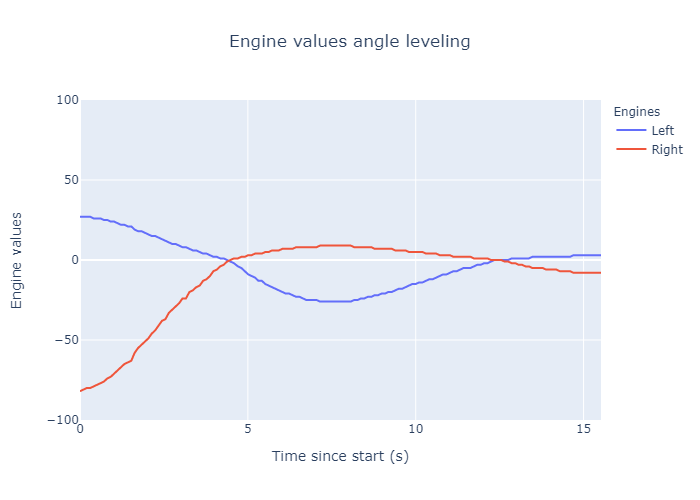 Engine values angle leveling
Engines
Left
Right
100
50
0
−50
−100
Engine values
0
5
10
15
Time since start (s)